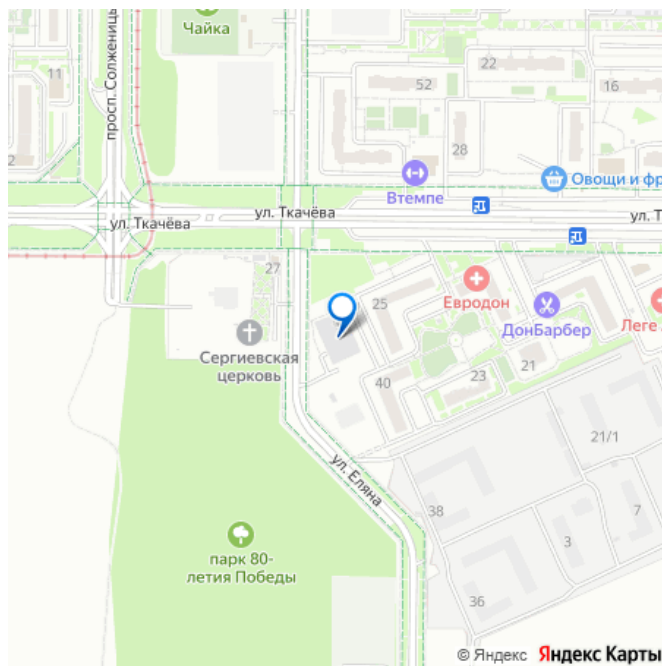 Чайка
просп. Солженицы
11
52
22
16
28
2
Втемпе
Овощи и фр
ул. Ткачёва
ул. Ткачёва
ул. Т
27
25
Евродон
ДонБарбер
Леге
Сергиевская
церковь
40
23
21
21/1
ул. Еляна
38
7
3
парк 80-
летия Победы
36
© Яндекс Яндекс Карты